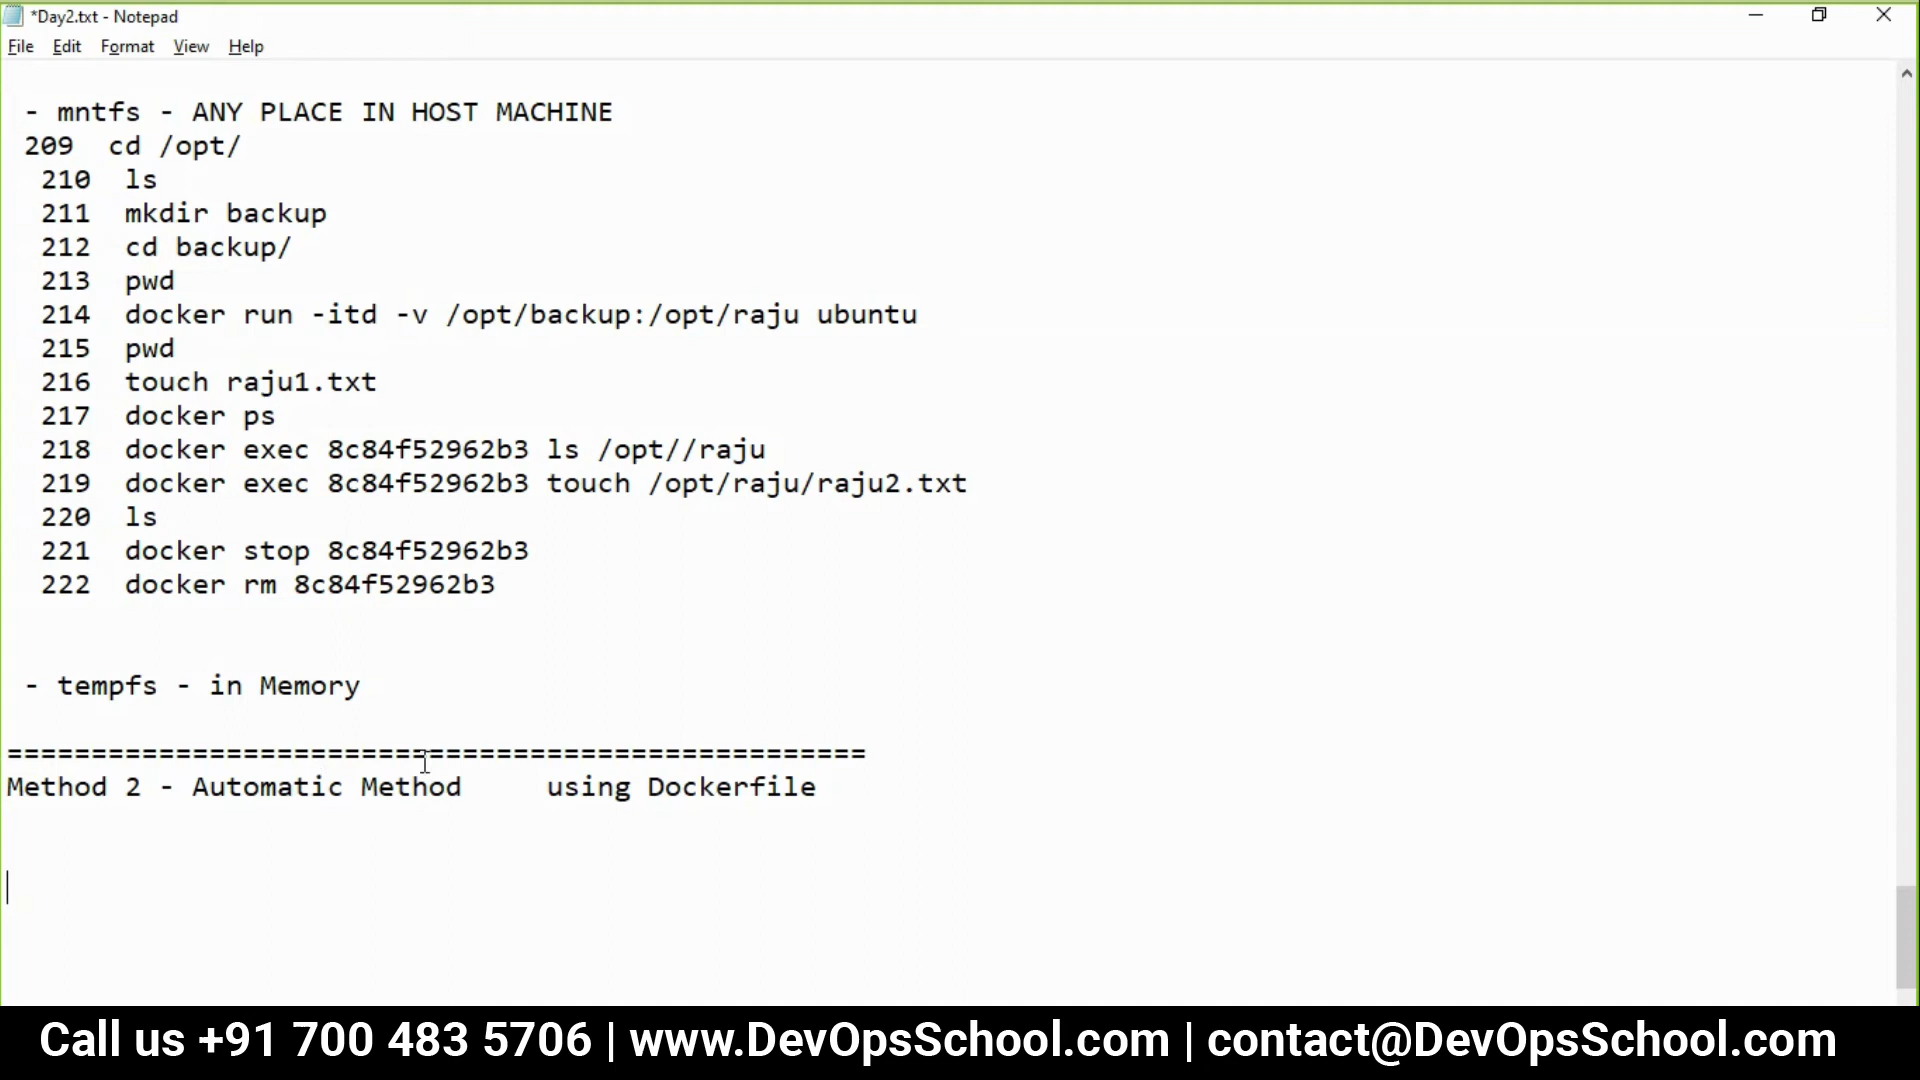 *Day2.txt - Notepad
File Edit Format View Help
- mntfs - ANY PLACE IN HOST MACHINE
209 cd /opt/
210 ls
211 mkdir backup
212 cd backup/
213 pwd
214 docker run -itd -v /opt/backup:/opt/raju ubuntu
215 pwd
216 touch raju1.txt
217 docker ps
218 docker exec 8c84f52962b3 ls /opt//raju
219 docker exec 8c84f52962b3 touch /opt/raju/raju2.txt
220 ls
221 docker stop 8c84f52962b3
222 docker rm 8c84f52962b3
- tempfs - in Memory
===================================================
Method 2 - Automatic Method using Dockerfile
Call us +91 700 483 5706 | www.DevOpsSchool.com | contact@DevOpsSchool.com